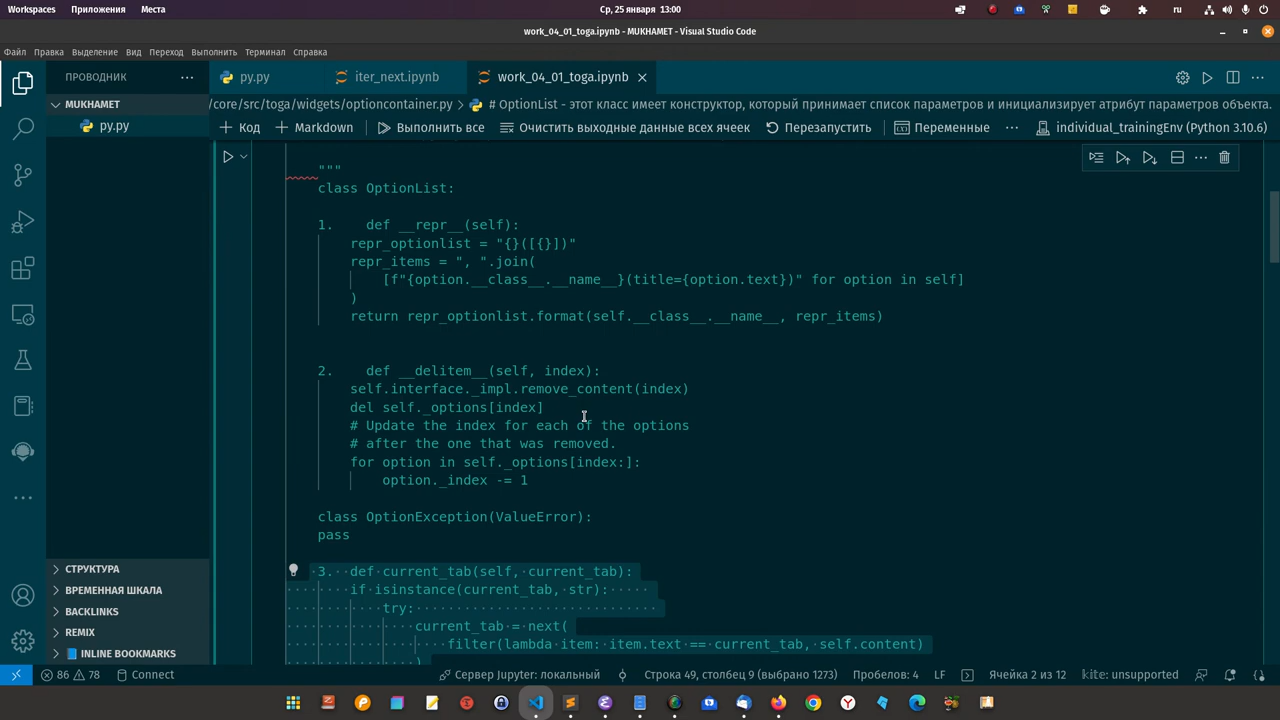 Workspaces Приложения Места Ср, 25 января 13:00 ru
work_04_01_toga.ipynb - MUKHAMET - Visual Studio Code
Файл Правка Выделение Вид Переход Выполнить Терминал Справка
ПРОВОДНИК py.py iter_next.ipynb work_04_01_toga.ipynb
MUKHAMET /core/src/toga/widgets/optioncontainer.py # OptionList - этот класс имеет конструктор, который принимает список параметров и инициализирует атрибут параметров объекта.
py.py Код Markdown Выполнить все Очистить выходные данные всех ячеек Перезапустить Переменные individual_trainingEnv (Python 3.10.6)
"""
class OptionList:
1. def __repr__(self):
repr_optionlist = "{}([{}])"
repr_items = ", ".join(
[f"{option.__class__.__name__}(title={option.text})" for option in self]
)
return repr_optionlist.format(self.__class__.__name__, repr_items)
2. def __delitem__(self, index):
self.interface._impl.remove_content(index)
del self._options[index]
# Update the index for each of the options
# after the one that was removed.
for option in self._options[index:]:
option._index -= 1
class OptionException(ValueError):
pass
3. def current_tab(self, current_tab):
if isinstance(current_tab, str):
try:
current_tab = next(
filter(lambda item: item.text == current_tab, self.content)
)
СТРУКТУРА
ВРЕМЕННАЯ ШКАЛА
BACKLINKS
REMIX
INLINE BOOKMARKS
86 78 Connect Сервер Jupyter: локальный Строка 49, столбец 9 (выбрано 1273) Пробелов: 4 LF Ячейка 2 из 12 kite: unsupported